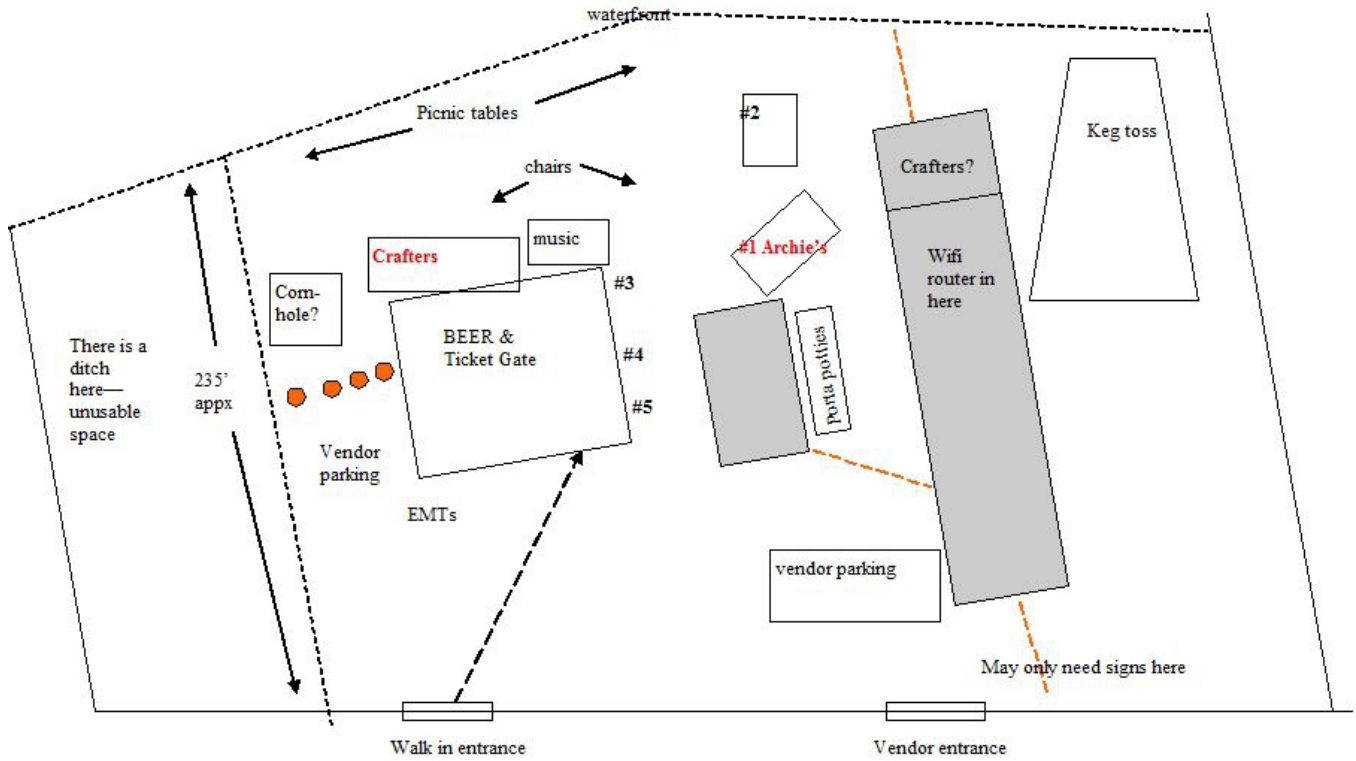 waterfront
Picnic tables
#2
Keg toss
chairs
Crafters?
music
Crafters
#1 Archie's
Wifi
router in
here
#3
Corn-
hole?
BEER &
Ticket Gate
There is a
ditch
here—
unusable
space
235'
appx
#4
#5
Porta potties
Vendor
parking
EMTs
vendor parking
May only need signs here
Walk in entrance
Vendor entrance